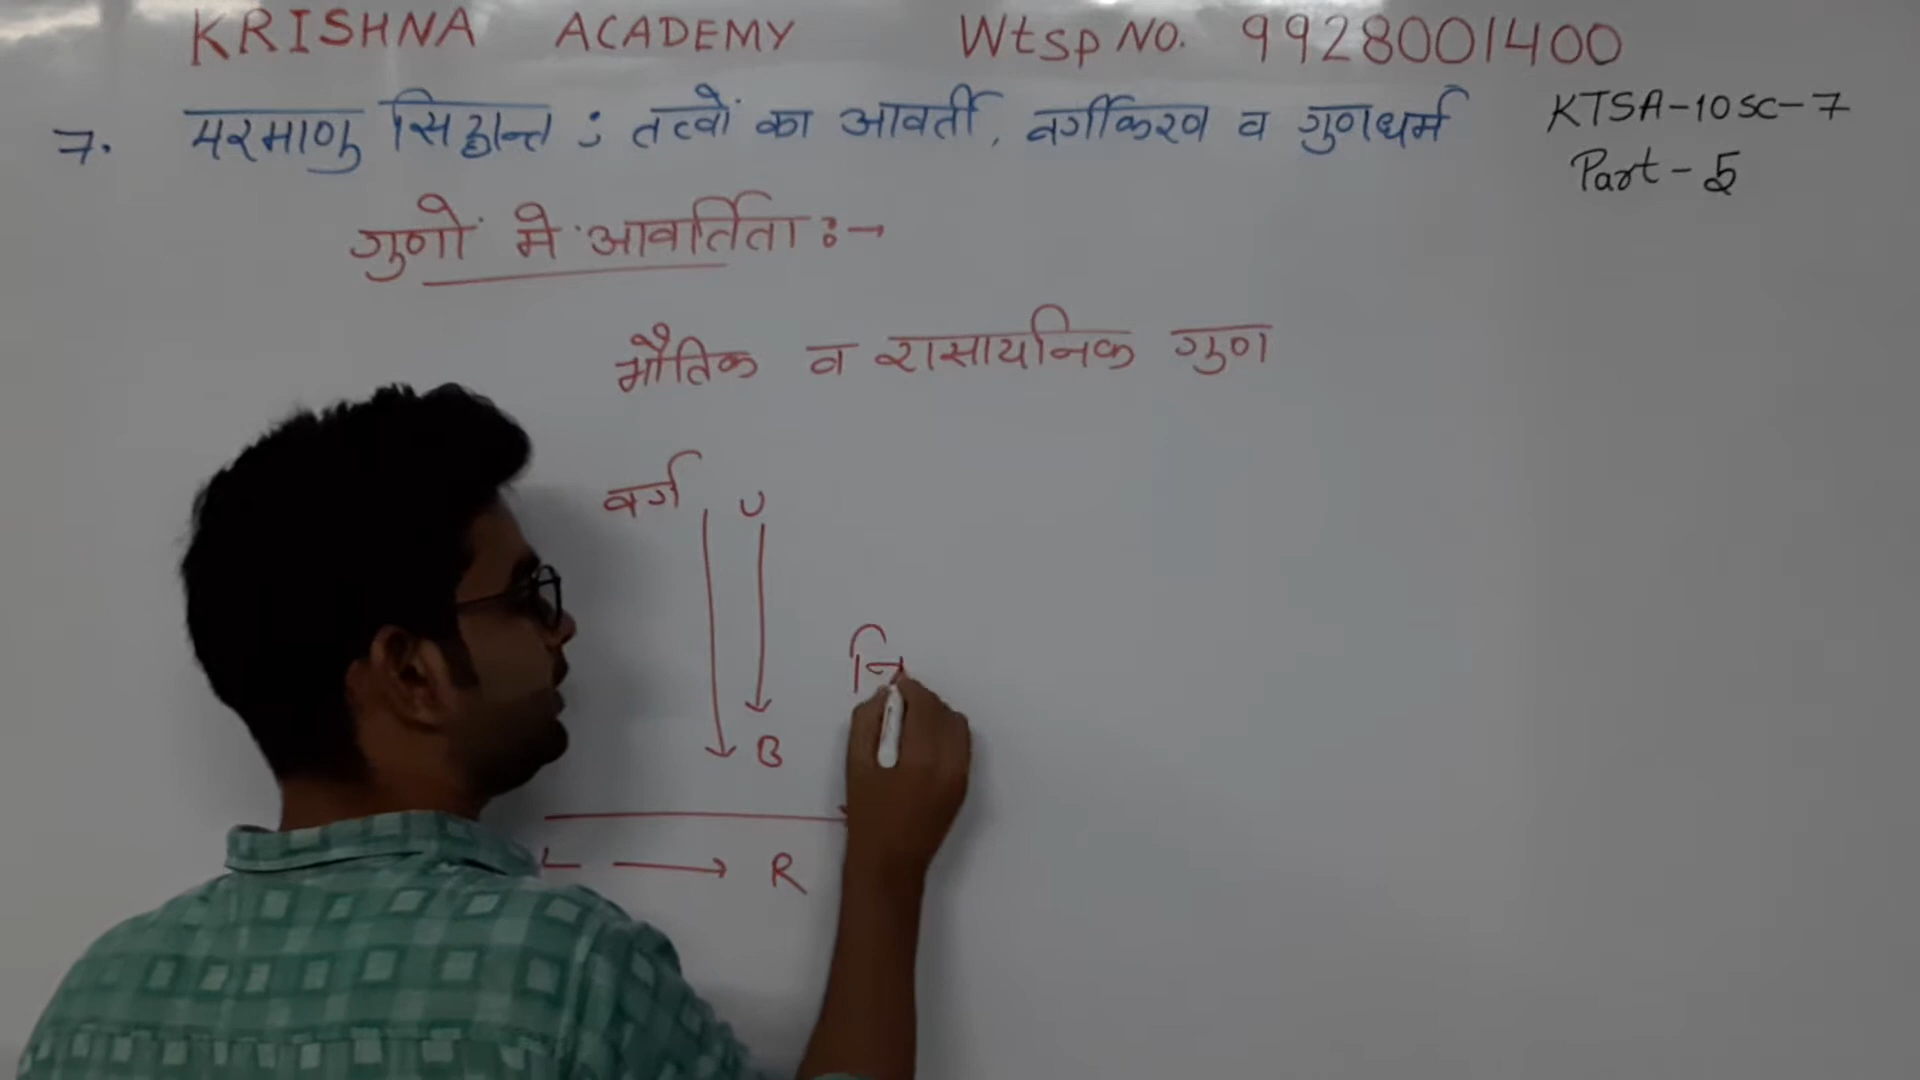 KRISHNA ACADEMY Wtsp NO. 9928001400
7. परमाणु सिद्धान्त : तत्वों का आवर्ती, वर्गीकरण व गुणधर्म
KTSA-10SC-7
Part-5
गुणों मे आवर्तिता :-
भौतिक व रासायनिक गुण
वर्ग U
B
L → R